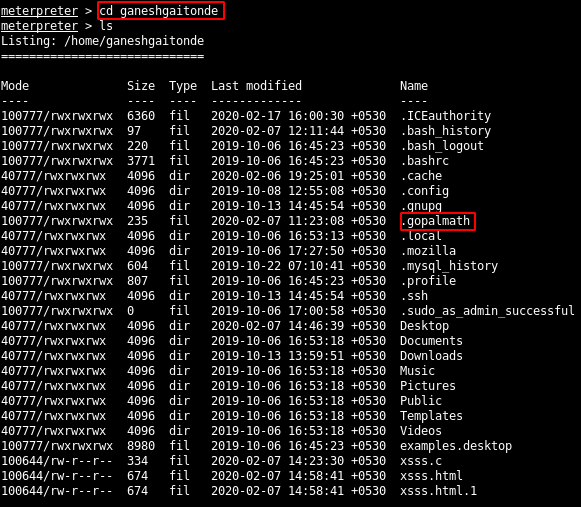 meterpreter > cd ganeshgaitonde
meterpreter > ls
Listing: /home/ganeshgaitonde
=============================
Mode Size Type Last modified Name
---- ---- ---- ------------- ----
100777/rwxrwxrwx 6360 fil 2020-02-17 16:00:30 +0530 .ICEauthority
100777/rwxrwxrwx 97 fil 2020-02-07 12:11:44 +0530 .bash_history
100777/rwxrwxrwx 220 fil 2019-10-06 16:45:23 +0530 .bash_logout
100777/rwxrwxrwx 3771 fil 2019-10-06 16:45:23 +0530 .bashrc
40777/rwxrwxrwx 4096 dir 2020-02-06 19:25:01 +0530 .cache
40777/rwxrwxrwx 4096 dir 2019-10-08 12:55:08 +0530 .config
40777/rwxrwxrwx 4096 dir 2019-10-13 14:45:54 +0530 .gnupg
100777/rwxrwxrwx 235 fil 2020-02-07 11:23:08 +0530 .gopalmath
40777/rwxrwxrwx 4096 dir 2019-10-06 16:53:13 +0530 .local
40777/rwxrwxrwx 4096 dir 2019-10-06 17:27:50 +0530 .mozilla
100777/rwxrwxrwx 604 fil 2019-10-22 07:10:41 +0530 .mysql_history
100777/rwxrwxrwx 807 fil 2019-10-06 16:45:23 +0530 .profile
40777/rwxrwxrwx 4096 dir 2019-10-13 14:45:54 +0530 .ssh
100777/rwxrwxrwx 0 fil 2019-10-06 17:00:58 +0530 .sudo_as_admin_successful
40777/rwxrwxrwx 4096 dir 2020-02-07 14:46:39 +0530 Desktop
40777/rwxrwxrwx 4096 dir 2019-10-06 16:53:18 +0530 Documents
40777/rwxrwxrwx 4096 dir 2019-10-13 13:59:51 +0530 Downloads
40777/rwxrwxrwx 4096 dir 2019-10-06 16:53:18 +0530 Music
40777/rwxrwxrwx 4096 dir 2019-10-06 16:53:18 +0530 Pictures
40777/rwxrwxrwx 4096 dir 2019-10-06 16:53:18 +0530 Public
40777/rwxrwxrwx 4096 dir 2019-10-06 16:53:18 +0530 Templates
40777/rwxrwxrwx 4096 dir 2019-10-06 16:53:18 +0530 Videos
100777/rwxrwxrwx 8980 fil 2019-10-06 16:45:23 +0530 examples.desktop
100644/rw-r--r-- 334 fil 2020-02-07 14:23:30 +0530 xsss.c
100644/rw-r--r-- 674 fil 2020-02-07 14:58:41 +0530 xsss.html
100644/rw-r--r-- 674 fil 2020-02-07 14:58:41 +0530 xsss.html.1